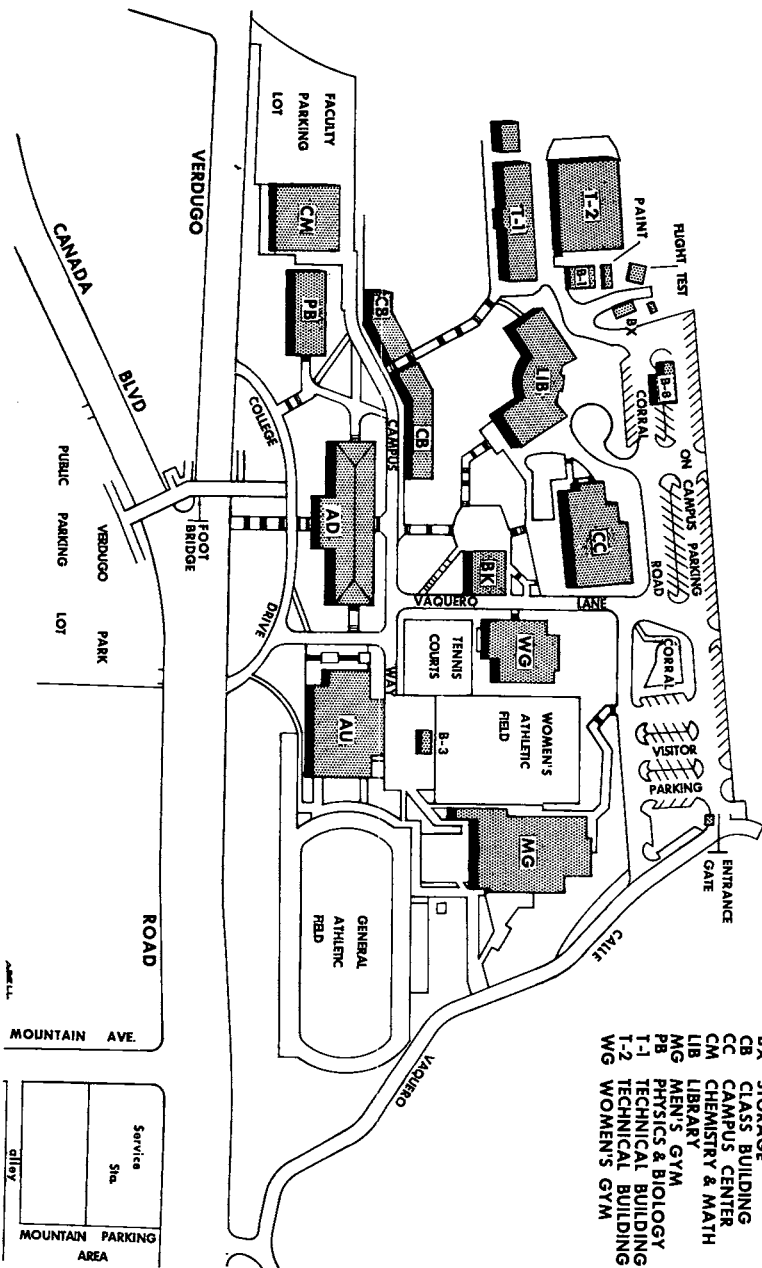 FACULTY
PARKING
LOT
VERDUGO
CANADA
BLVD
CM
PB
CB
CB
T-1
T-2
PAINT
FLIGHT TEST
B-1
BX
LIB
B-8
CORRAL
ON CAMPUS PARKING
ROAD
COLLEGE
CAMPUS
AD
CC
BK
VAQUERO
LANE
FOOT
BRIDGE
VERDUGO PARK
PUBLIC PARKING LOT
DRIVE
TENNIS
COURTS
WG
CORRAL
WAY
AU
B-3
WOMEN'S
ATHLETIC
FIELD
VISITOR
PARKING
MG
ENTRANCE
GATE
GENERAL
ATHLETIC
FIELD
CALLE
VAQUERO
ROAD
MOUNTAIN AVE.
Service
Sta.
alley
MOUNTAIN PARKING
AREA
BX STORAGE
CB CLASS BUILDING
CC CAMPUS CENTER
CM CHEMISTRY & MATH
LIB LIBRARY
MG MEN'S GYM
PB PHYSICS & BIOLOGY
T-1 TECHNICAL BUILDING
T-2 TECHNICAL BUILDING
WG WOMEN'S GYM